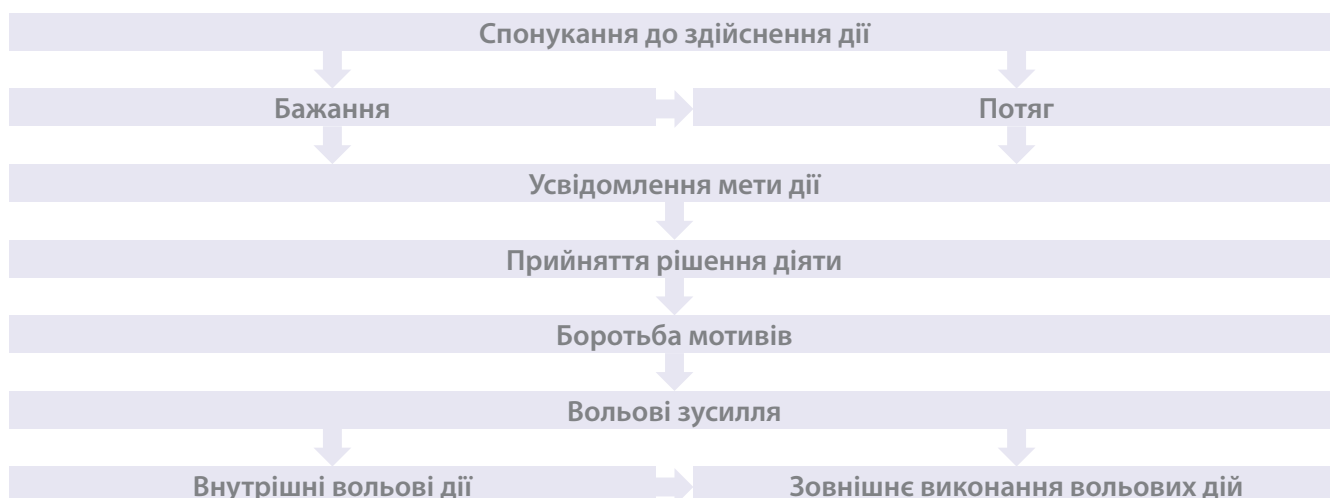 Спонукання до здійснення дії
Бажання
Потяг
Усвідомлення мети дії
Прийняття рішення діяти
Боротьба мотивів
Вольові зусилля
Внутрішні вольові дії
Зовнішнє виконання вольових дій